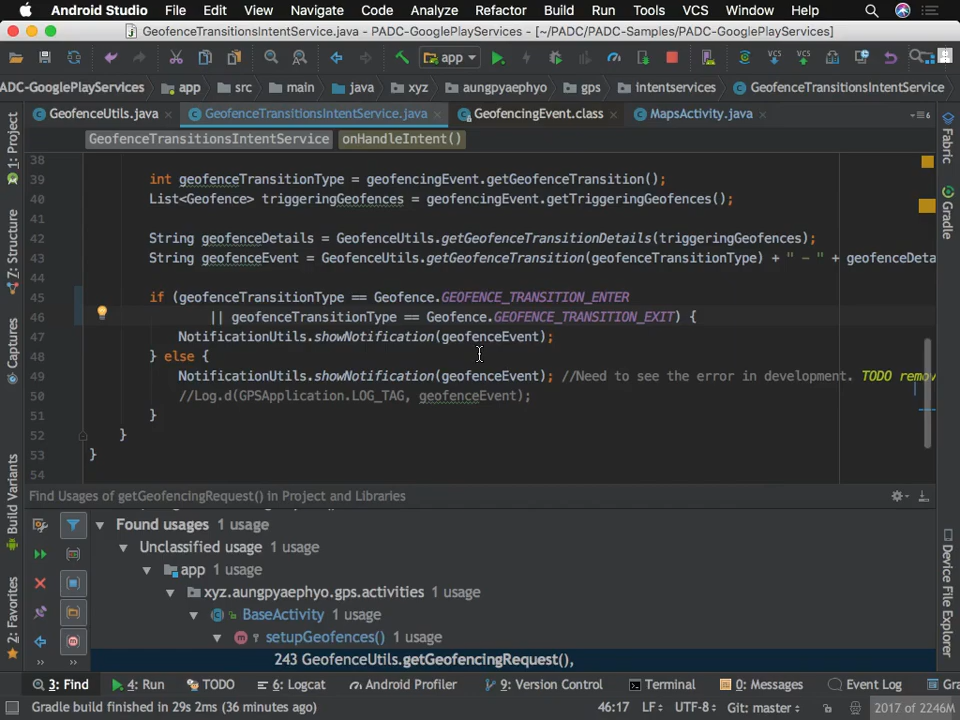 Android Studio File Edit View Navigate Code Analyze Refactor Build Run Tools VCS Window Help
GeofenceTransitionsIntentService.java - PADC-GooglePlayServices - [~/PADC/PADC-Samples/PADC-GooglePlayServices]
app VCS VCS
ADC-GooglePlayServices app src main java xyz aungpyaephyo gps intentservices GeofenceTransitionsIntentService
GeofenceUtils.java GeofenceTransitionsIntentService.java GeofencingEvent.class MapsActivity.java
GeofenceTransitionsIntentService onHandleIntent()
38
39 int geofenceTransitionType = geofencingEvent.getGeofenceTransition();
40 List<Geofence> triggeringGeofences = geofencingEvent.getTriggeringGeofences();
41
42 String geofenceDetails = GeofenceUtils.getGeofenceTransitionDetails(triggeringGeofences);
43 String geofenceEvent = GeofenceUtils.getGeofenceTransition(geofenceTransitionType) + " - " + geofenceDeta
44
45 if (geofenceTransitionType == Geofence.GEOFENCE_TRANSITION_ENTER
46 || geofenceTransitionType == Geofence.GEOFENCE_TRANSITION_EXIT) {
47 NotificationUtils.showNotification(geofenceEvent);
48 } else {
49 NotificationUtils.showNotification(geofenceEvent); //Need to see the error in development. TODO remov
50 //Log.d(GPSApplication.LOG_TAG, geofenceEvent);
51 }
52 }
53 }
54
1: Project
7: Structure
Captures
Build Variants
2: Favorites
Fabric
Gradle
Device File Explorer
Find Usages of getGeofencingRequest() in Project and Libraries
Found usages 1 usage
Unclassified usage 1 usage
app 1 usage
xyz.aungpyaephyo.gps.activities 1 usage
BaseActivity 1 usage
setupGeofences() 1 usage
243 GeofenceUtils.getGeofencingRequest(),
3: Find 4: Run TODO 6: Logcat Android Profiler 9: Version Control Terminal 0: Messages Event Log Gra
Gradle build finished in 29s 2ms (36 minutes ago) 46:17 LF÷ UTF-8÷ Git: master÷ 2017 of 2246M